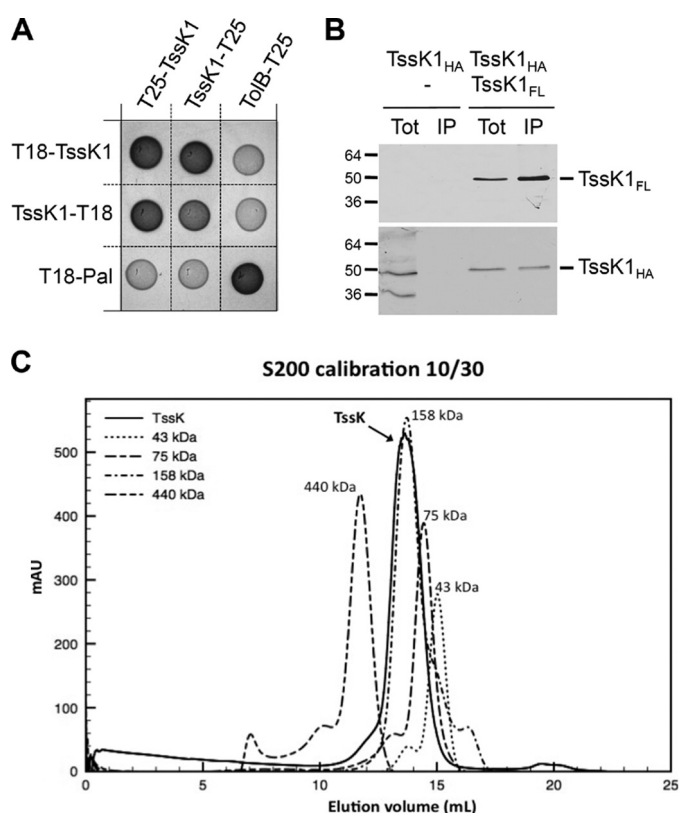 A
T25-TssK1
TssK1-T25
TolB-T25
T18-TssK1
TssK1-T18
T18-Pal
B
TssK1HA TssK1HA
- TssK1FL
Tot IP Tot IP
64
50
36
TssK1FL
64
50
36
TssK1HA
C
S200 calibration 10/30
TssK
43 kDa
75 kDa
158 kDa
440 kDa
TssK
158 kDa
440 kDa
75 kDa
43 kDa
mAU
500
400
300
200
100
0
0 5 10 15 20 25
Elution volume (mL)